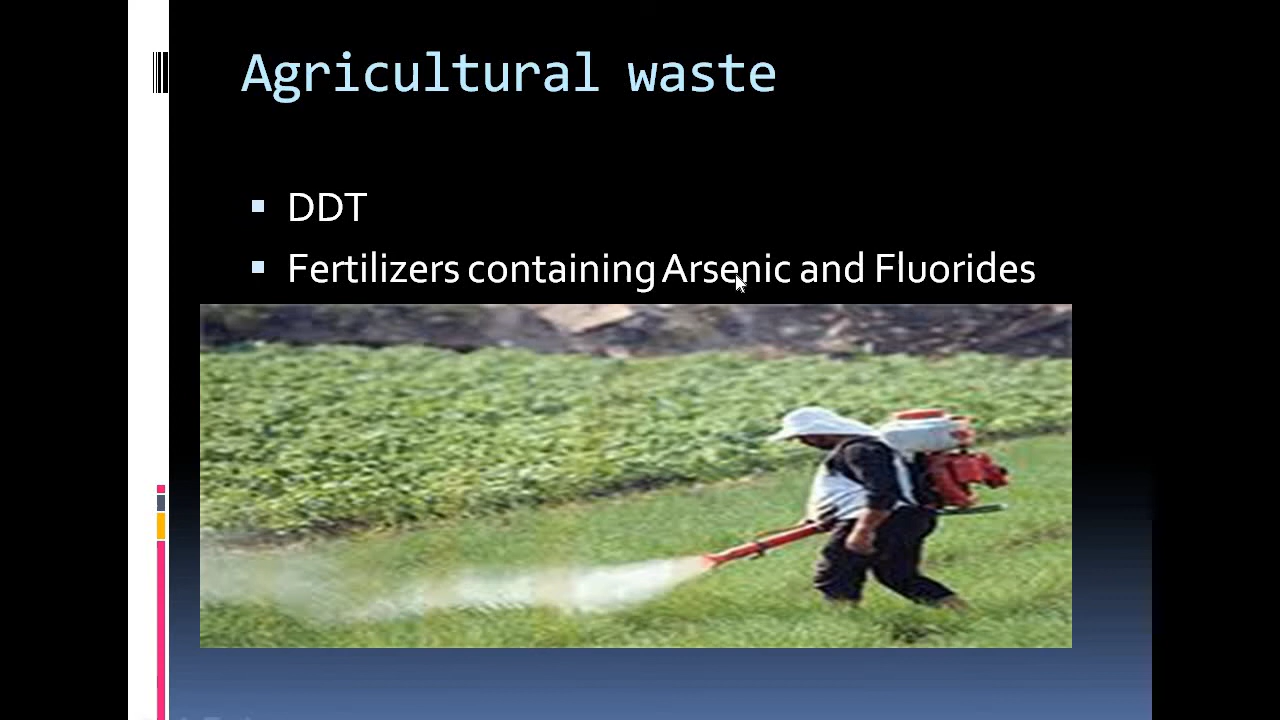 Agricultural waste
DDT
Fertilizers containing Arsenic and Fluorides